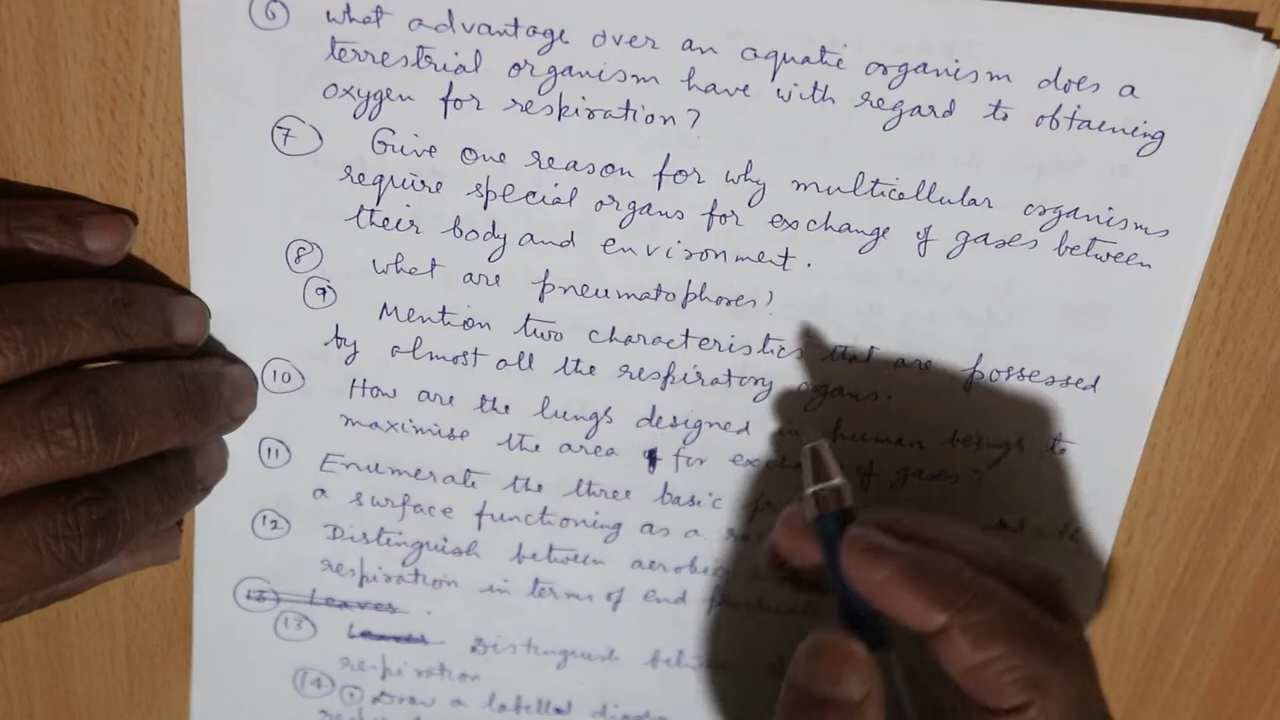 6 what advantage over an aquatic organism does a
terrestrial organism have with regard to obtaening
oxygen for respiration?
7 Give one reason for why multicellular organisms
require special organs for exchange of gases between
their body and environment.
8 what are pneumatophores?
9 Mention two characteristics that are possessed
by almost all the respiratory organs.
10 How are the lungs designed in human beings to
maximise the area for of gases
11 Enumerate the three basic
a surface functioning as a
12 Distinguish between
respiration in terms of end
13 Leaves .
13 Leaves Distinguish
respiration
14 Draw a labelled